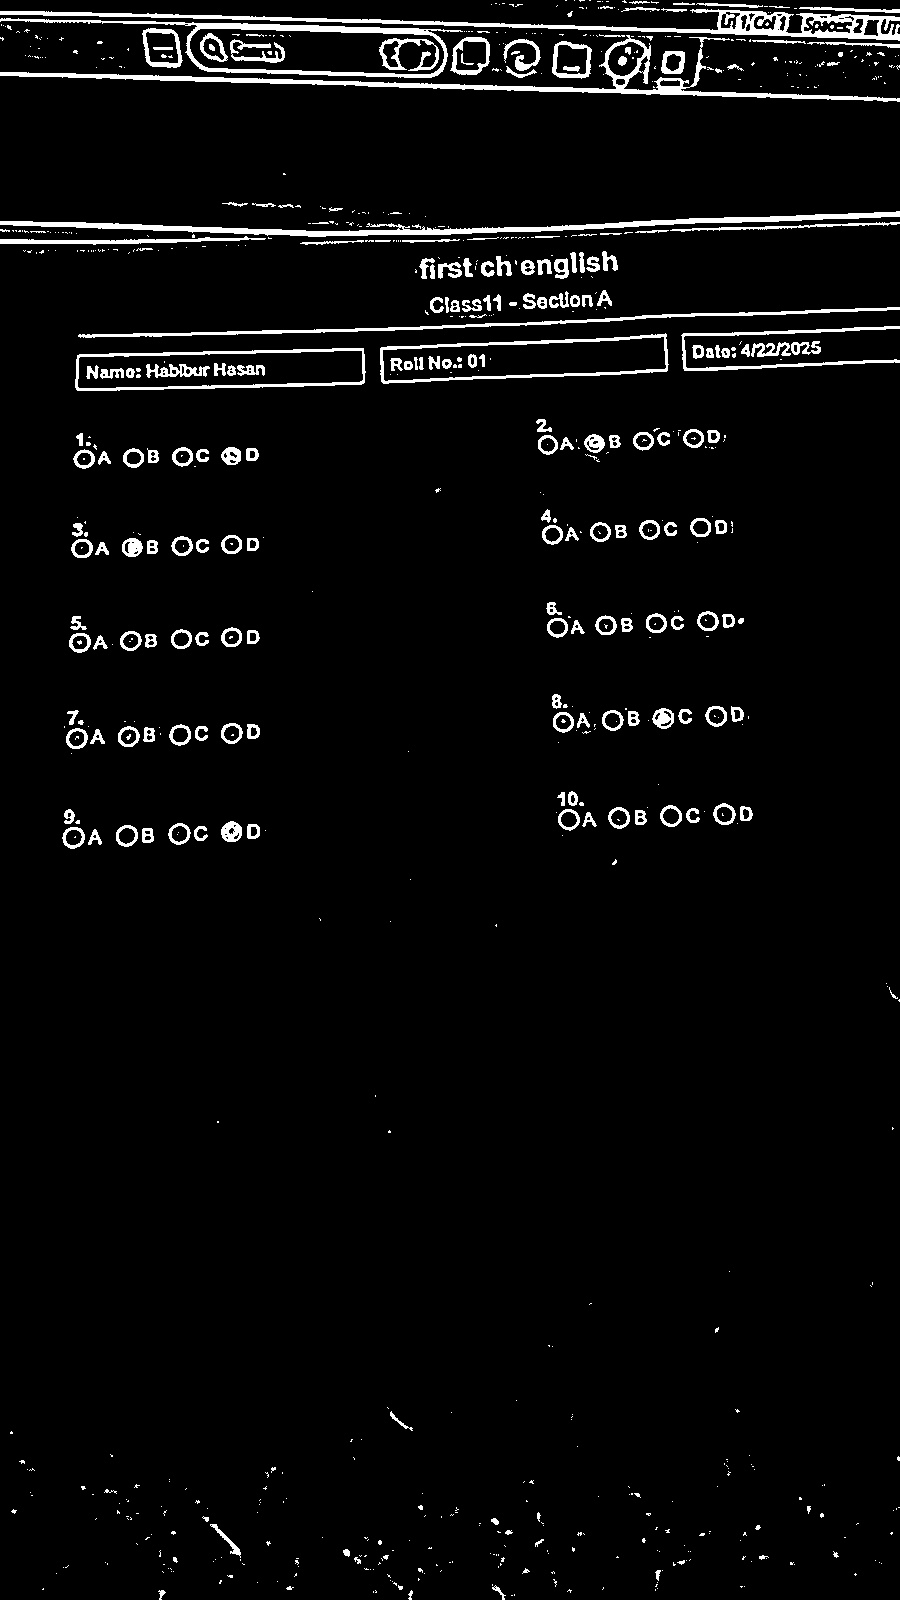 Ln 1, Col 1 Spaces: 2
Search
first ch english
Class11 - Section A
Name: Habibur Hasan
Roll No.: 01
Date: 4/22/2025
1.
A B C D
2.
A B C D
3.
A B C D
4.
A B C D
5.
A B C D
6.
A B C D
7.
A B C D
8.
A B C D
9.
A B C D
10.
A B C D